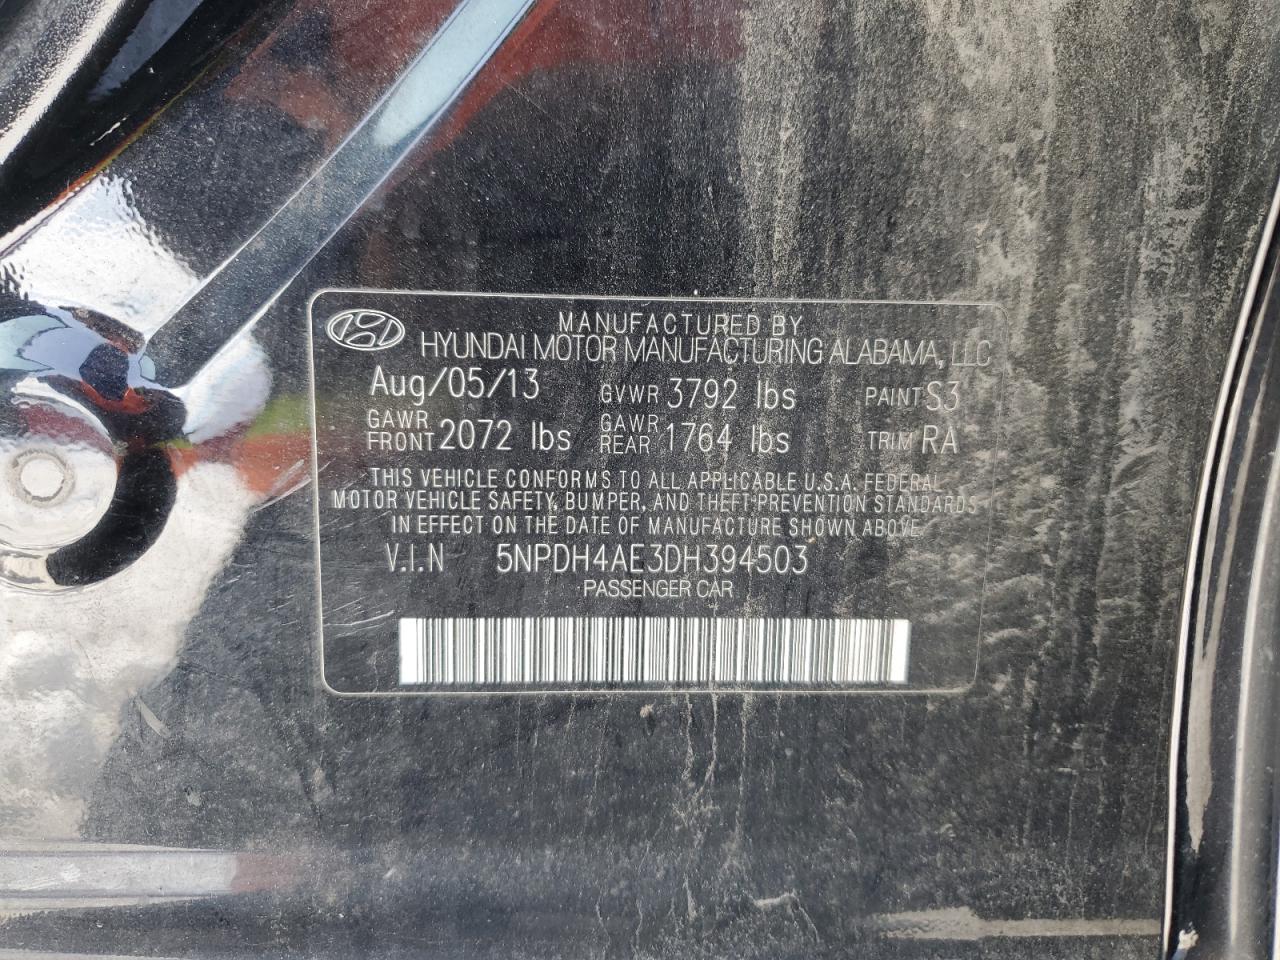 MANUFACTURED BY
HYUNDAI MOTOR MANUFACTURING ALABAMA, LLC
Aug/05/13 GVWR 3792 lbs PAINT S3
GAWR FRONT 2072 lbs GAWR REAR 1764 lbs TRIM RA
THIS VEHICLE CONFORMS TO ALL APPLICABLE U.S.A. FEDERAL
MOTOR VEHICLE SAFETY, BUMPER, AND THEFT PREVENTION STANDARDS
IN EFFECT ON THE DATE OF MANUFACTURE SHOWN ABOVE
V.I.N 5NPDH4AE3DH394503
PASSENGER CAR